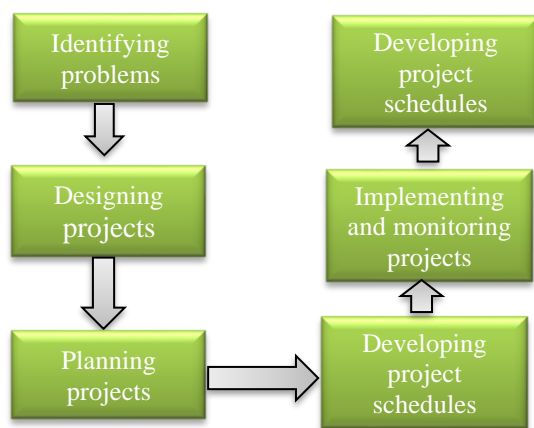 Identifying
problems
Designing
projects
Planning
projects
Developing
project
schedules
Implementing
and monitoring
projects
Developing
project
schedules